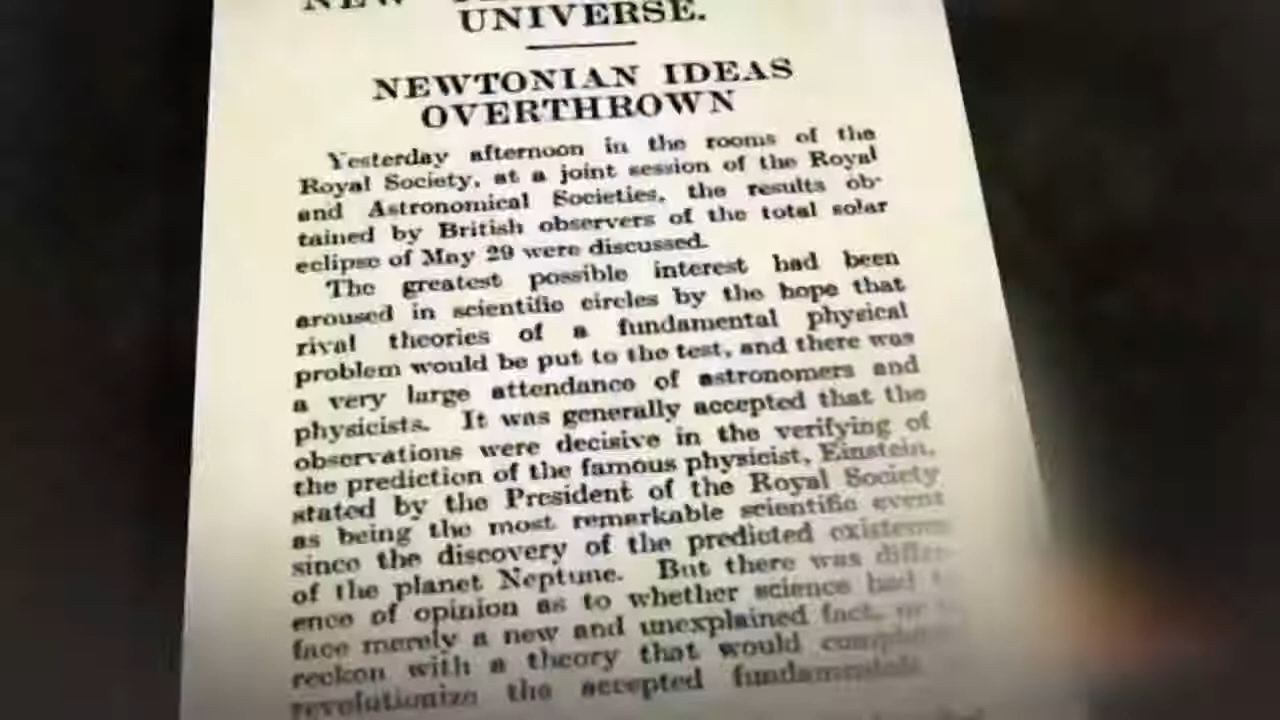 NEW
UNIVERSE.
NEWTONIAN IDEAS
OVERTHROWN
Yesterday afternoon in the rooms of the
Royal Society, at a joint session of the Royal
and Astronomical Societies, the results ob-
tained by British observers of the total solar
eclipse of May 29 were discussed.
The greatest possible interest had been
aroused in scientific circles by the hope that
rival theories of a fundamental physical
problem would be put to the test, and there was
a very large attendance of astronomers and
physicists. It was generally accepted that the
observations were decisive in the verifying of
the prediction of the famous physicist, Einstein,
stated by the President of the Royal Society
as being the most remarkable scientific event
since the discovery of the predicted existence
of the planet Neptune. But there was differ-
ence of opinion as to whether science had
face merely a new and unexplained fact,
reckon with a theory that would
revolutionize the accepted fundamentals